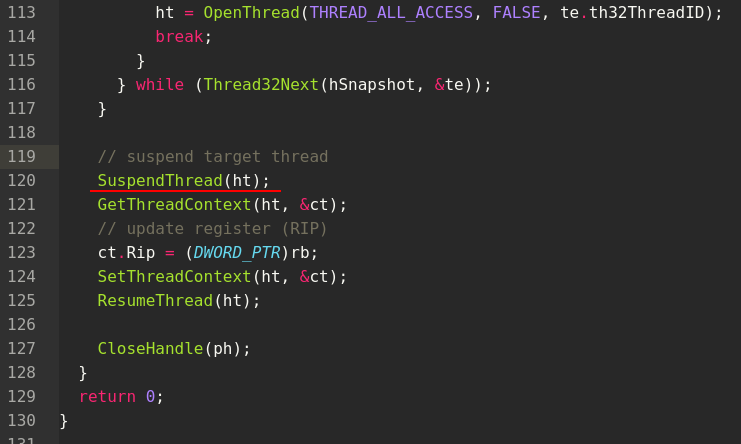 113 ht = OpenThread(THREAD_ALL_ACCESS, FALSE, te.th32ThreadID);
114 break;
115 }
116 } while (Thread32Next(hSnapshot, &te));
117 }
118
119 // suspend target thread
120 SuspendThread(ht);
121 GetThreadContext(ht, &ct);
122 // update register (RIP)
123 ct.Rip = (DWORD_PTR)rb;
124 SetThreadContext(ht, &ct);
125 ResumeThread(ht);
126
127 CloseHandle(ph);
128 }
129 return 0;
130 }
131